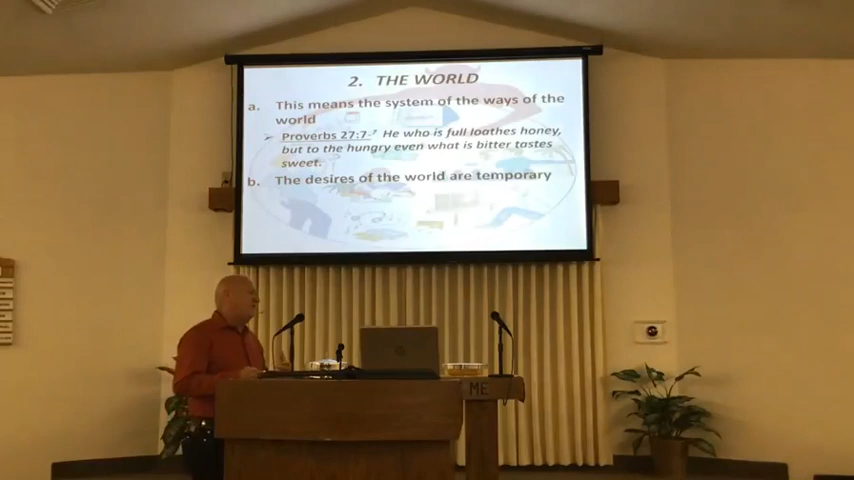 2. THE WORLD
a. This means the system of the ways of the
world
➢ Proverbs 27:7-⁷ He who is full loathes honey,
but to the hungry even what is bitter tastes
sweet.
b. The desires of the world are temporary
ME